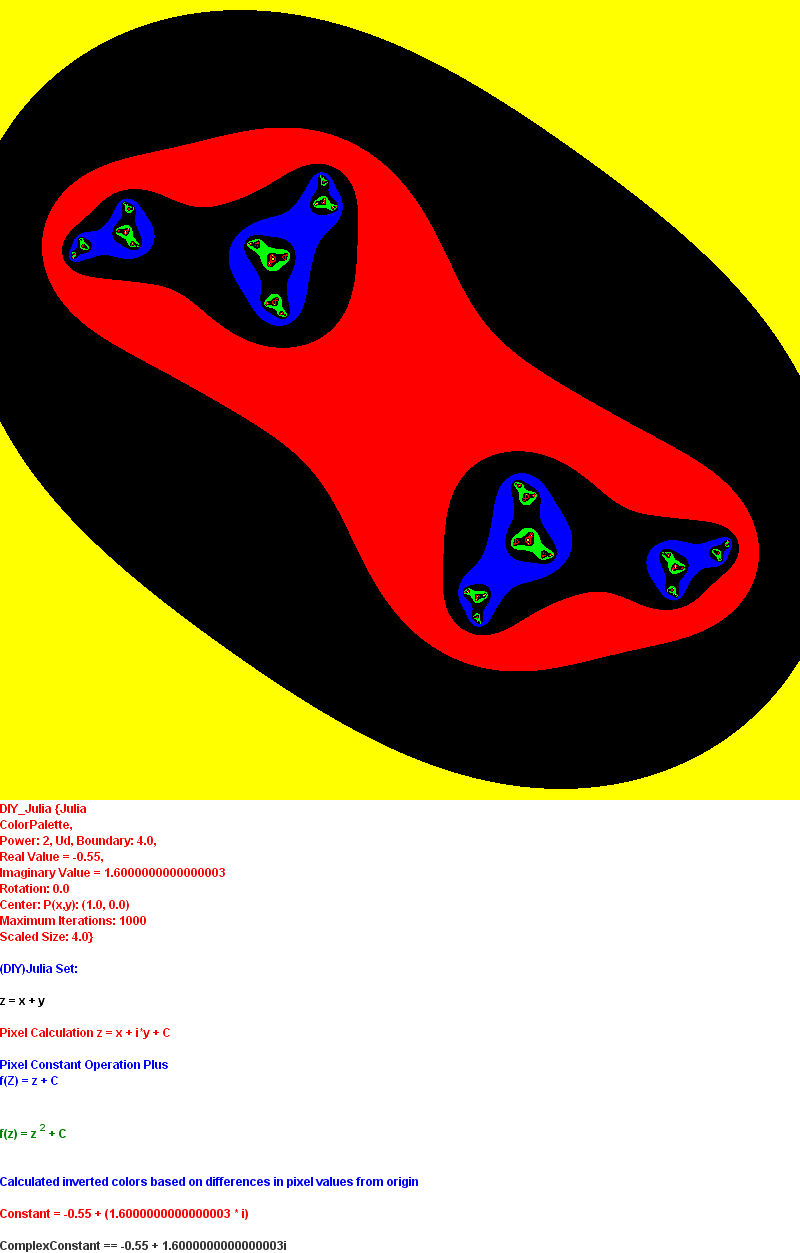 DIY_Julia {Julia
ColorPalette,
Power: 2, Ud, Boundary: 4.0,
Real Value = -0.55,
Imaginary Value = 1.6000000000000003
Rotation: 0.0
Center: P(x,y): (1.0, 0.0)
Maximum Iterations: 1000
Scaled Size: 4.0}
(DIY)Julia Set:
z = x + y
Pixel Calculation z = x + i*y + C
Pixel Constant Operation Plus
f(Z) = z + C
f(z) = z ² + C
Calculated inverted colors based on differences in pixel values from origin
Constant = -0.55 + (1.6000000000000003 * i)
ComplexConstant == -0.55 + 1.6000000000000003i